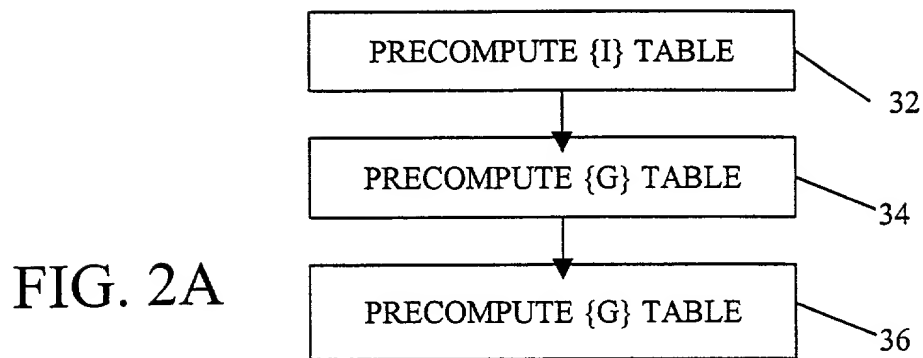 PRECOMPUTE {I} TABLE
32
PRECOMPUTE {G} TABLE
34
FIG. 2A
PRECOMPUTE {G} TABLE
36